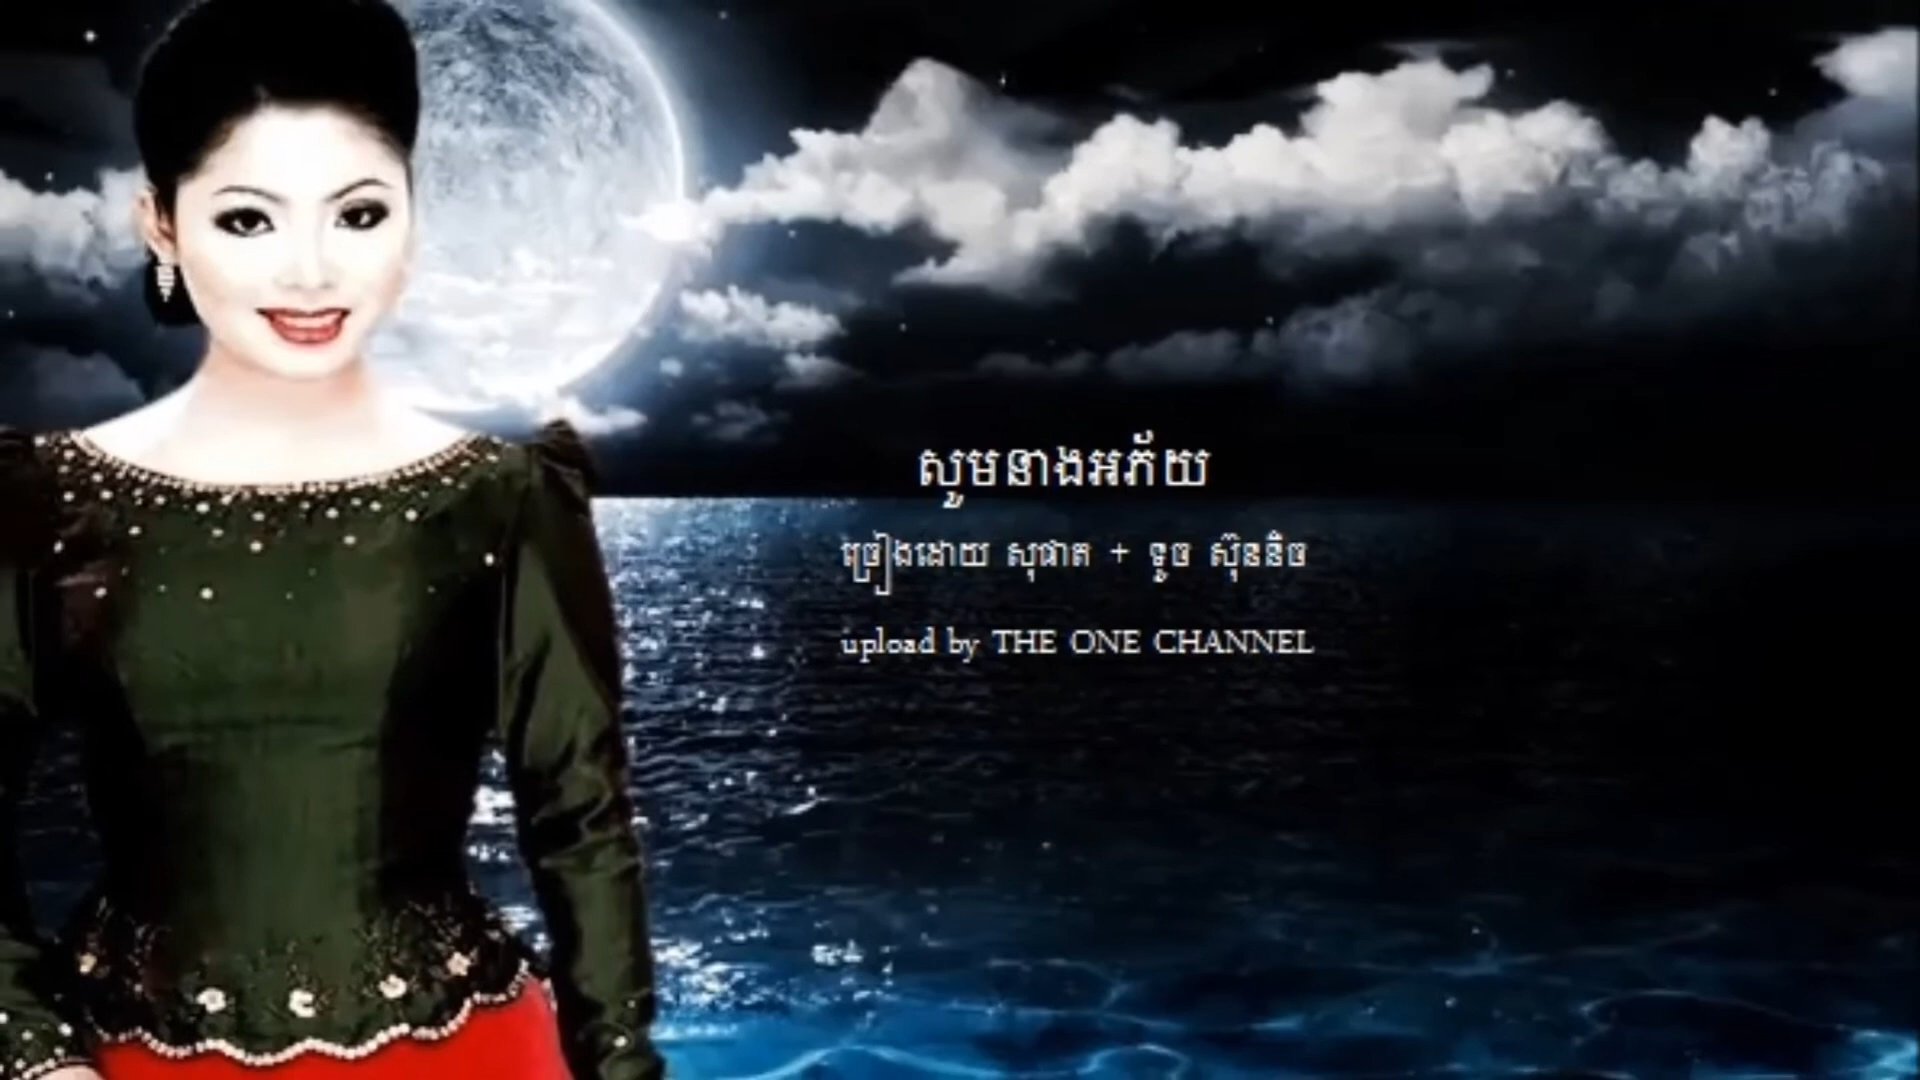 សូមនាងអភ័យ
ច្រៀងដោយ សុផាត + ទូច ស៊ុននិច
upload by THE ONE CHANNEL